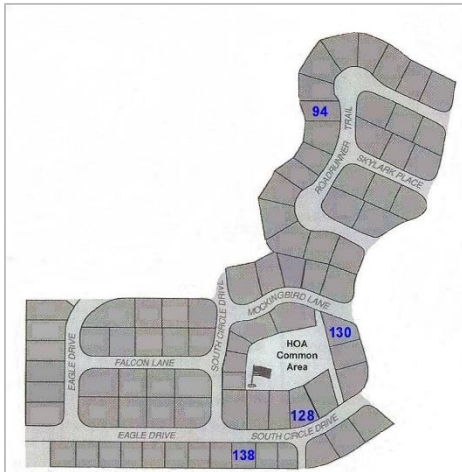 94
ROADRUNNER TRAIL
SKYLARK PLACE
SOUTH CIRCLE DRIVE
MOCKINGBIRD LANE
130
EAGLE DRIVE
FALCON LANE
HOA
Common
Area
128
EAGLE DRIVE
SOUTH CIRCLE DRIVE
138